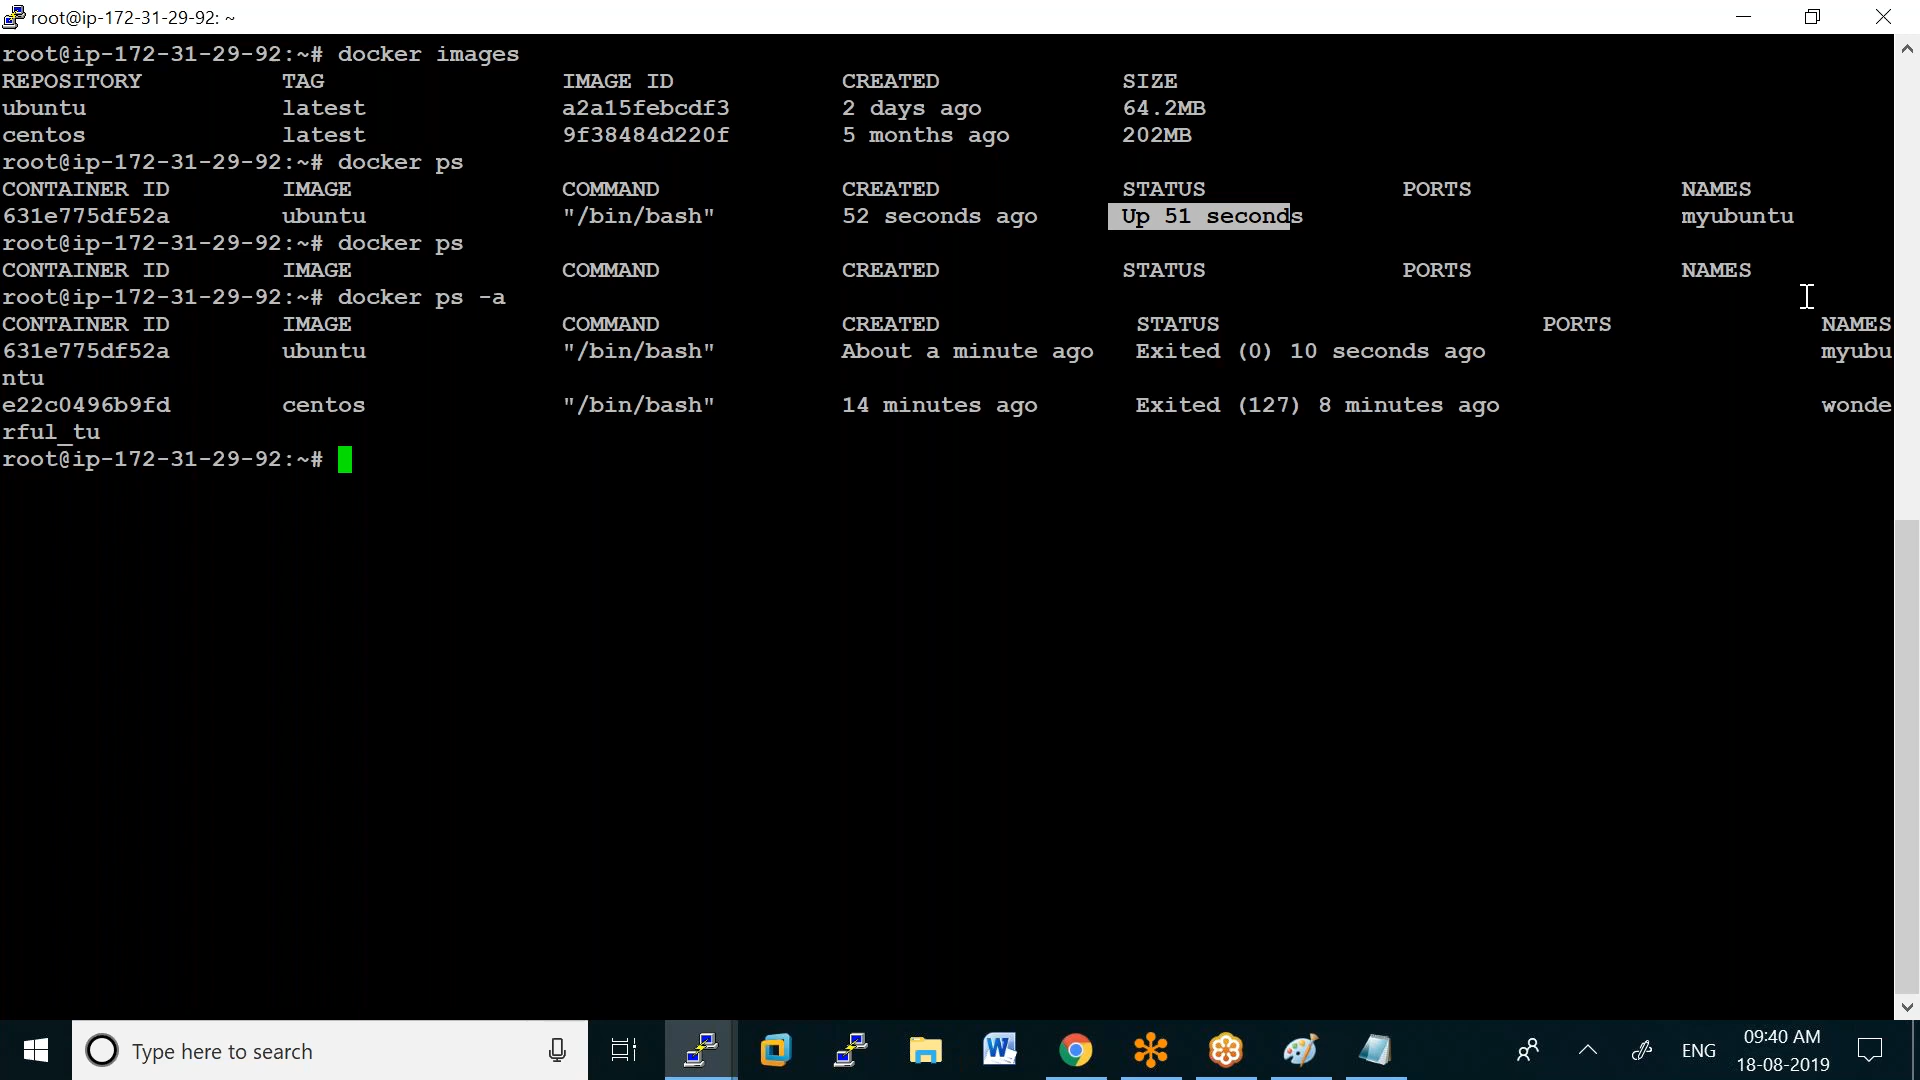 root@ip-172-31-29-92: ~
root@ip-172-31-29-92:~# docker images
REPOSITORY TAG IMAGE ID CREATED SIZE
ubuntu latest a2a15febcdf3 2 days ago 64.2MB
centos latest 9f38484d220f 5 months ago 202MB
root@ip-172-31-29-92:~# docker ps
CONTAINER ID IMAGE COMMAND CREATED STATUS PORTS NAMES
631e775df52a ubuntu "/bin/bash" 52 seconds ago Up 51 seconds myubuntu
root@ip-172-31-29-92:~# docker ps
CONTAINER ID IMAGE COMMAND CREATED STATUS PORTS NAMES
root@ip-172-31-29-92:~# docker ps -a
CONTAINER ID IMAGE COMMAND CREATED STATUS PORTS NAMES
631e775df52a ubuntu "/bin/bash" About a minute ago Exited (0) 10 seconds ago myubu
ntu
e22c0496b9fd centos "/bin/bash" 14 minutes ago Exited (127) 8 minutes ago wonde
rful_tu
root@ip-172-31-29-92:~#
Type here to search
ENG
09:40 AM
18-08-2019